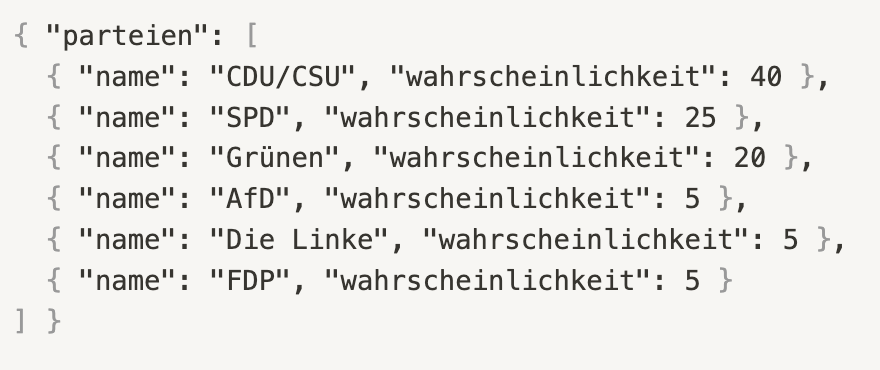 { "parteien": [
{ "name": "CDU/CSU", "wahrscheinlichkeit": 40 },
{ "name": "SPD", "wahrscheinlichkeit": 25 },
{ "name": "Grünen", "wahrscheinlichkeit": 20 },
{ "name": "AfD", "wahrscheinlichkeit": 5 },
{ "name": "Die Linke", "wahrscheinlichkeit": 5 },
{ "name": "FDP", "wahrscheinlichkeit": 5 }
] }